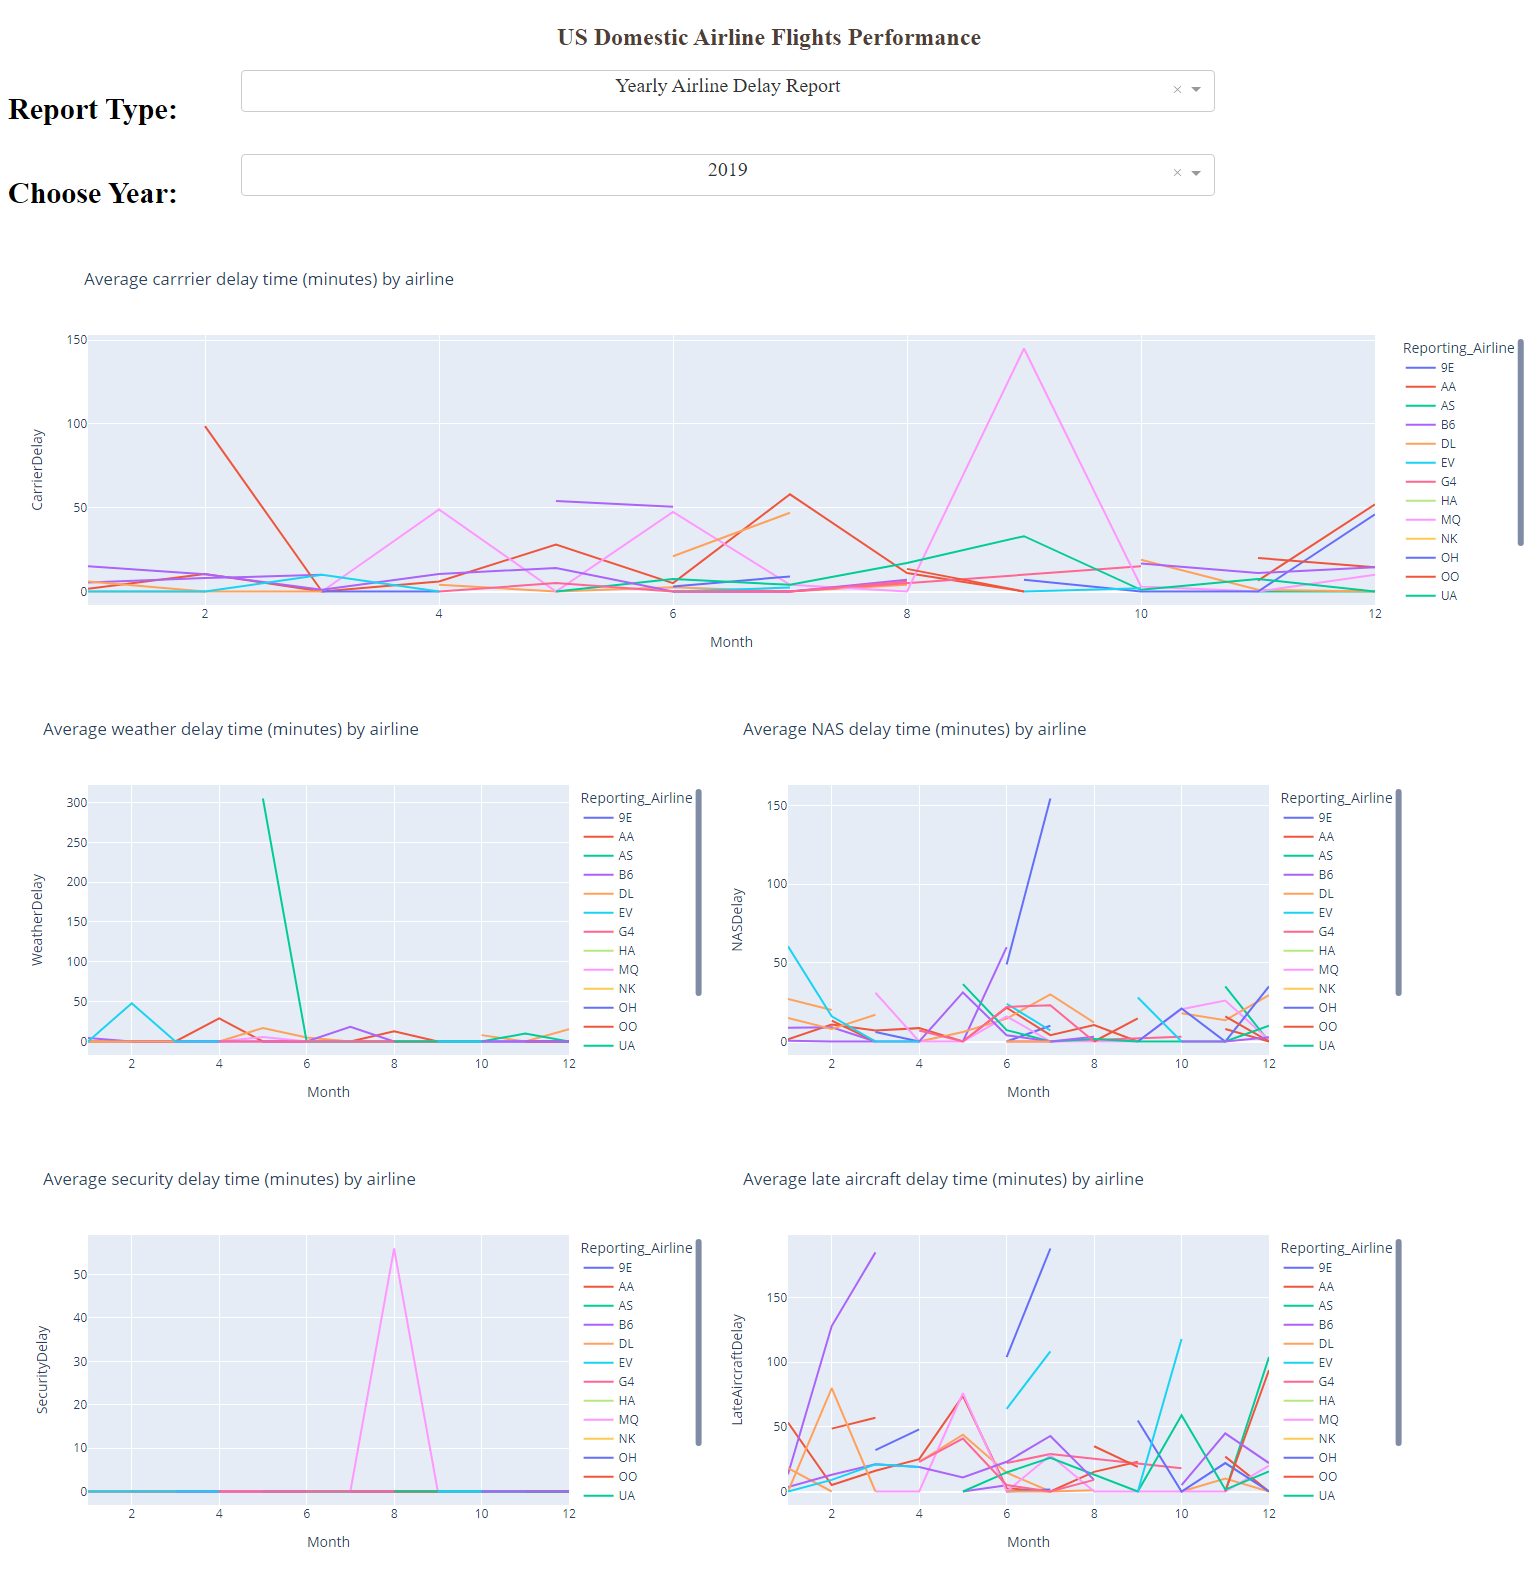 US Domestic Airline Flights Performance
Report Type:
Yearly Airline Delay Report
×
Choose Year:
2019
×
Average carrrier delay time (minutes) by airline
CarrierDelay
150
100
50
0
2
4
6
8
10
12
Month
Reporting_Airline
9E
AA
AS
B6
DL
EV
G4
HA
MQ
NK
OH
OO
UA
Average weather delay time (minutes) by airline
WeatherDelay
300
250
200
150
100
50
0
2
4
6
8
10
12
Month
Reporting_Airline
9E
AA
AS
B6
DL
EV
G4
HA
MQ
NK
OH
OO
UA
Average NAS delay time (minutes) by airline
NASDelay
150
100
50
0
2
4
6
8
10
12
Month
Reporting_Airline
9E
AA
AS
B6
DL
EV
G4
HA
MQ
NK
OH
OO
UA
Average security delay time (minutes) by airline
SecurityDelay
50
40
30
20
10
0
2
4
6
8
10
12
Month
Reporting_Airline
9E
AA
AS
B6
DL
EV
G4
HA
MQ
NK
OH
OO
UA
Average late aircraft delay time (minutes) by airline
LateAircraftDelay
150
100
50
0
2
4
6
8
10
12
Month
Reporting_Airline
9E
AA
AS
B6
DL
EV
G4
HA
MQ
NK
OH
OO
UA